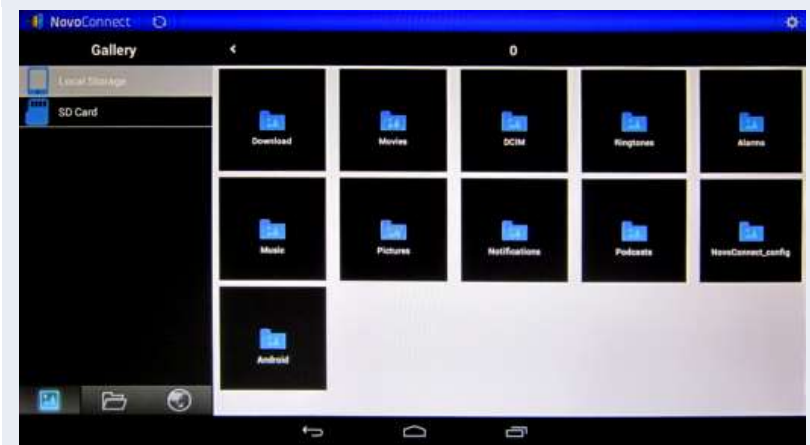 NovoConnect
Gallery
0
Local Storage
SD Card
Download
Movies
DCIM
Ringtones
Alarms
Music
Pictures
Notifications
Podcasts
NovoConnect_config
Android